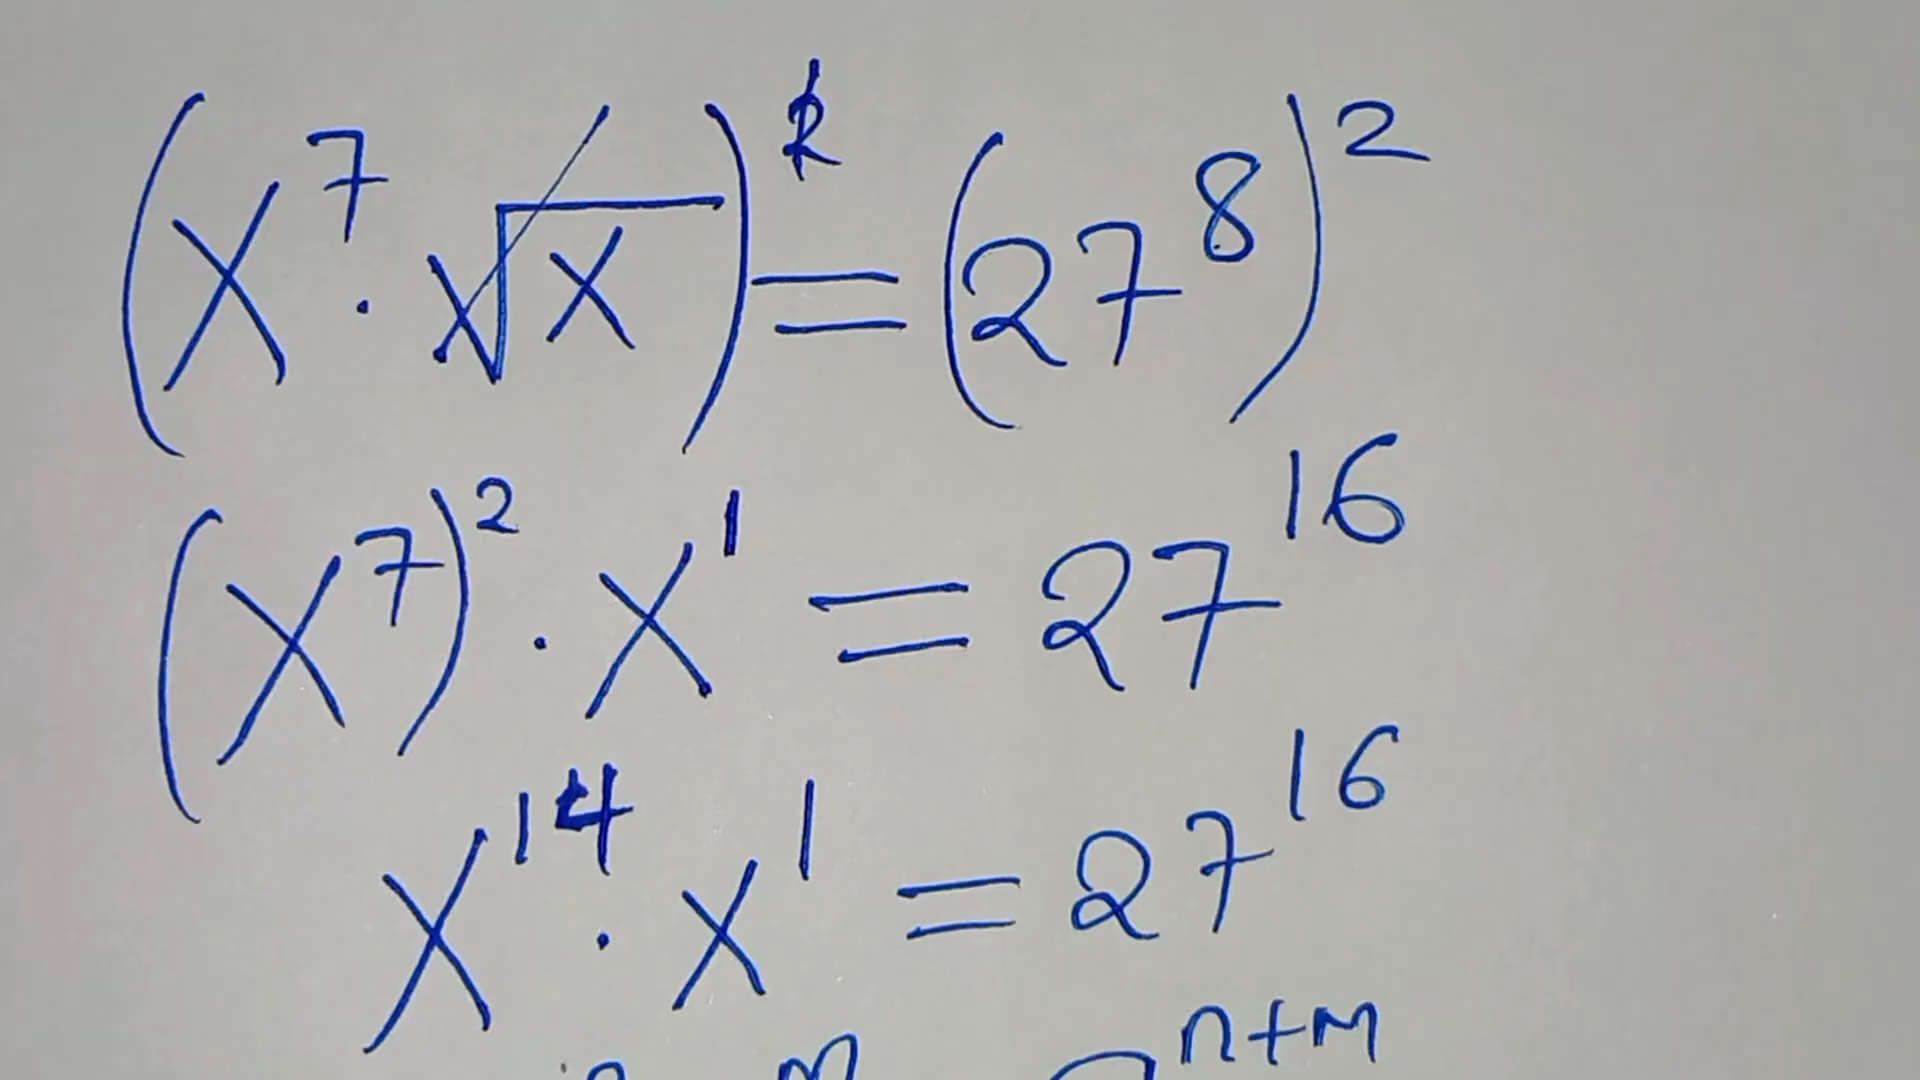 (x⁷ · √x)² = (27⁸)²
(x⁷)² · x¹ = 27¹⁶
x¹⁴ · x¹ = 27¹⁶
n+m